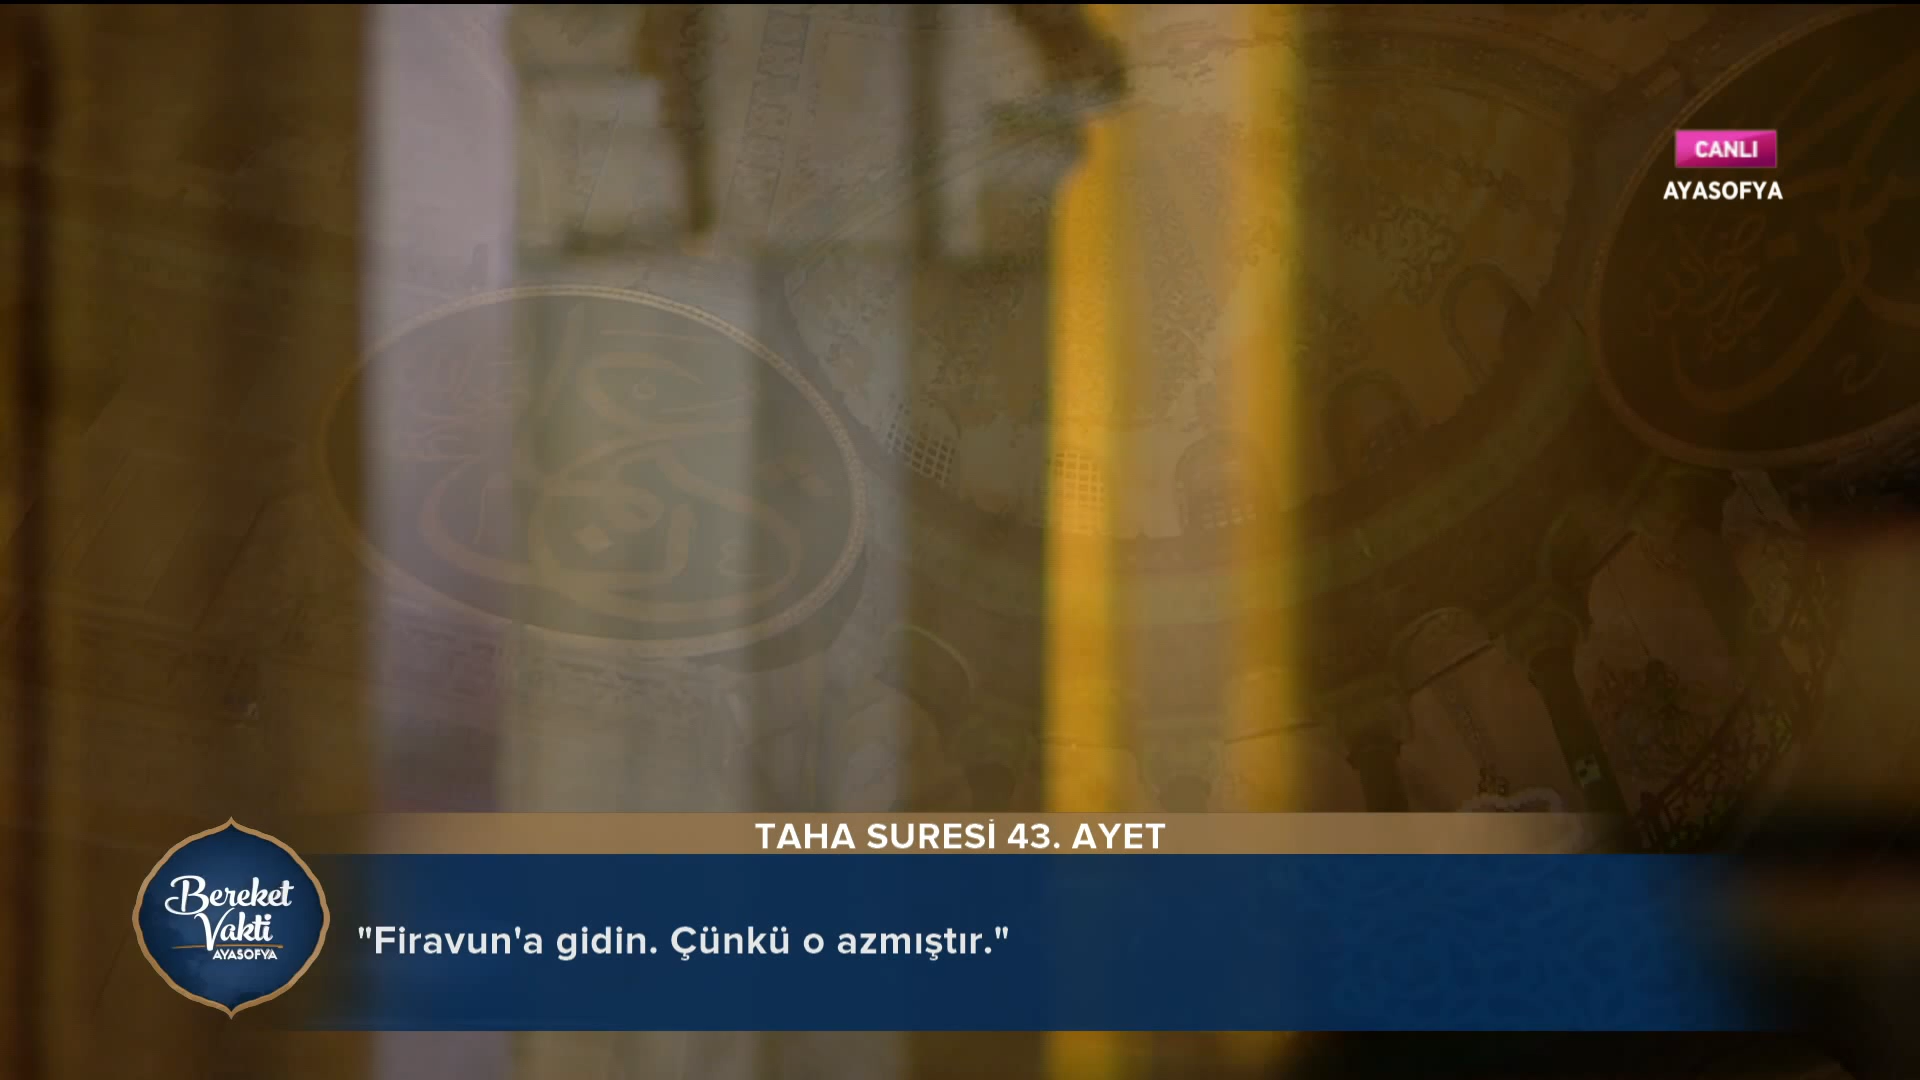 CANLI
AYASOFYA
TAHA SURESİ 43. AYET
Bereket
Vakti
AYASOFYA
"Firavun'a gidin. Çünkü o azmıştır."